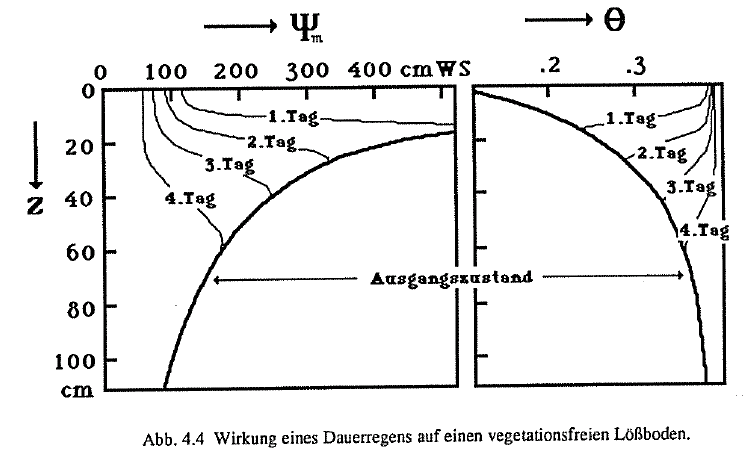 Ψm
Θ
0 100 200 300 400 cm WS
.2 .3
0
20
40
60
80
100
cm
Z
1.Tag
2.Tag
3.Tag
4.Tag
1.Tag
2.Tag
3.Tag
4.Tag
Ausgangszustand
Abb. 4.4 Wirkung eines Dauerregens auf einen vegetationsfreien Lößboden.